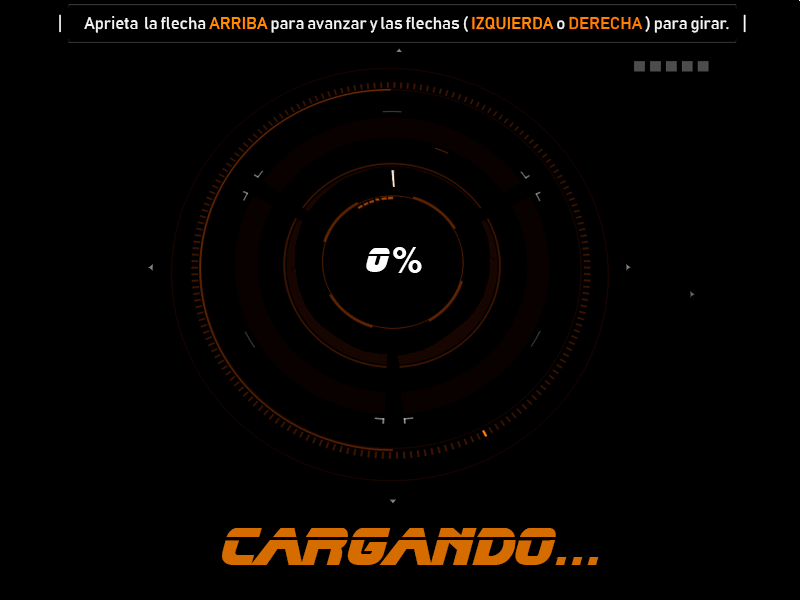 | Aprieta la flecha ARRIBA para avanzar y las flechas ( IZQUIERDA o DERECHA ) para girar. |
0%
CARGANDO...